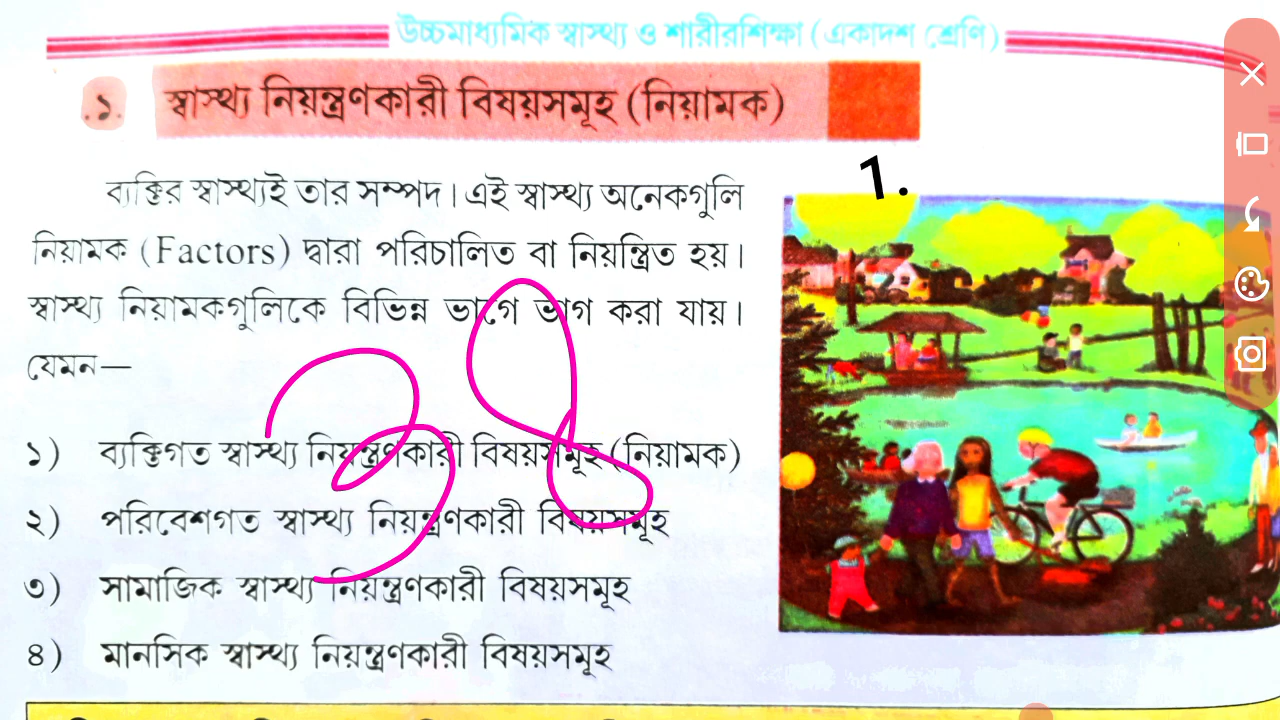 উচ্চমাধ্যমিক স্বাস্থ্য ও শারীরশিক্ষা (একাদশ শ্রেণি)
.১. স্বাস্থ্য নিয়ন্ত্রণকারী বিষয়সমূহ (নিয়ামক)
1.
ব্যক্তির স্বাস্থ্যই তার সম্পদ। এই স্বাস্থ্য অনেকগুলি
নিয়ামক (Factors) দ্বারা পরিচালিত বা নিয়ন্ত্রিত হয়।
স্বাস্থ্য নিয়ামকগুলিকে বিভিন্ন ভাগে ভাগ করা যায়।
যেমন—
১) ব্যক্তিগত স্বাস্থ্য নিয়ন্ত্রণকারী বিষয়সমূহ (নিয়ামক)
২) পরিবেশগত স্বাস্থ্য নিয়ন্ত্রণকারী বিষয়সমূহ
৩) সামাজিক স্বাস্থ্য নিয়ন্ত্রণকারী বিষয়সমূহ
৪) মানসিক স্বাস্থ্য নিয়ন্ত্রণকারী বিষয়সমূহ